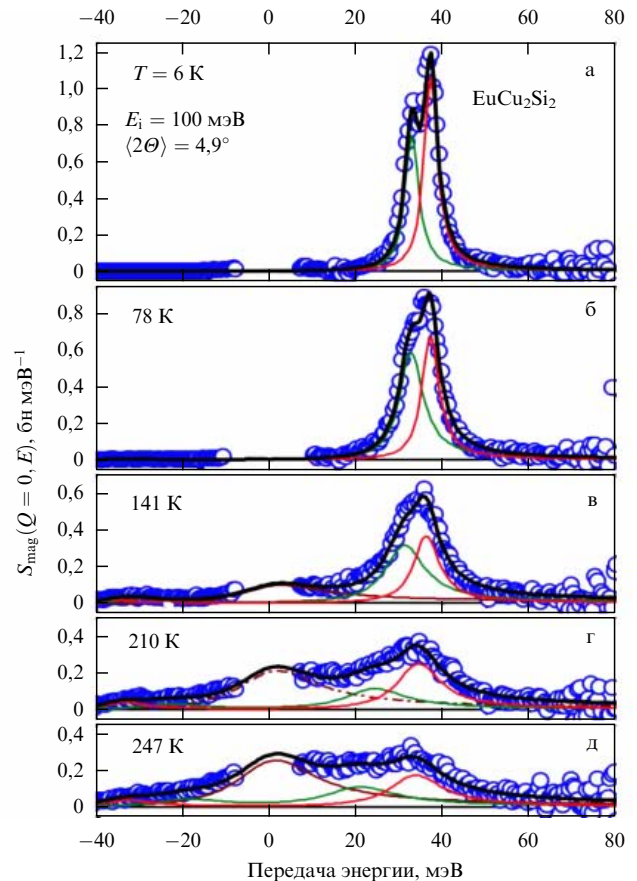 −40 −20 0 20 40 60 80
1,2
1,0
0,8
0,6
0,4
0,2
0
T = 6 К
E_i = 100 мэВ
⟨2Θ⟩ = 4,9°
EuCu₂Si₂
а
0,8
0,6
0,4
0,2
0
78 К
б
0,6
0,4
0,2
0
141 К
в
0,4
0,2
0
210 К
г
0,4
0,2
0
247 К
д
S_mag(Q = 0, E), бн мэВ⁻¹
−40 −20 0 20 40 60 80
Передача энергии, мэВ